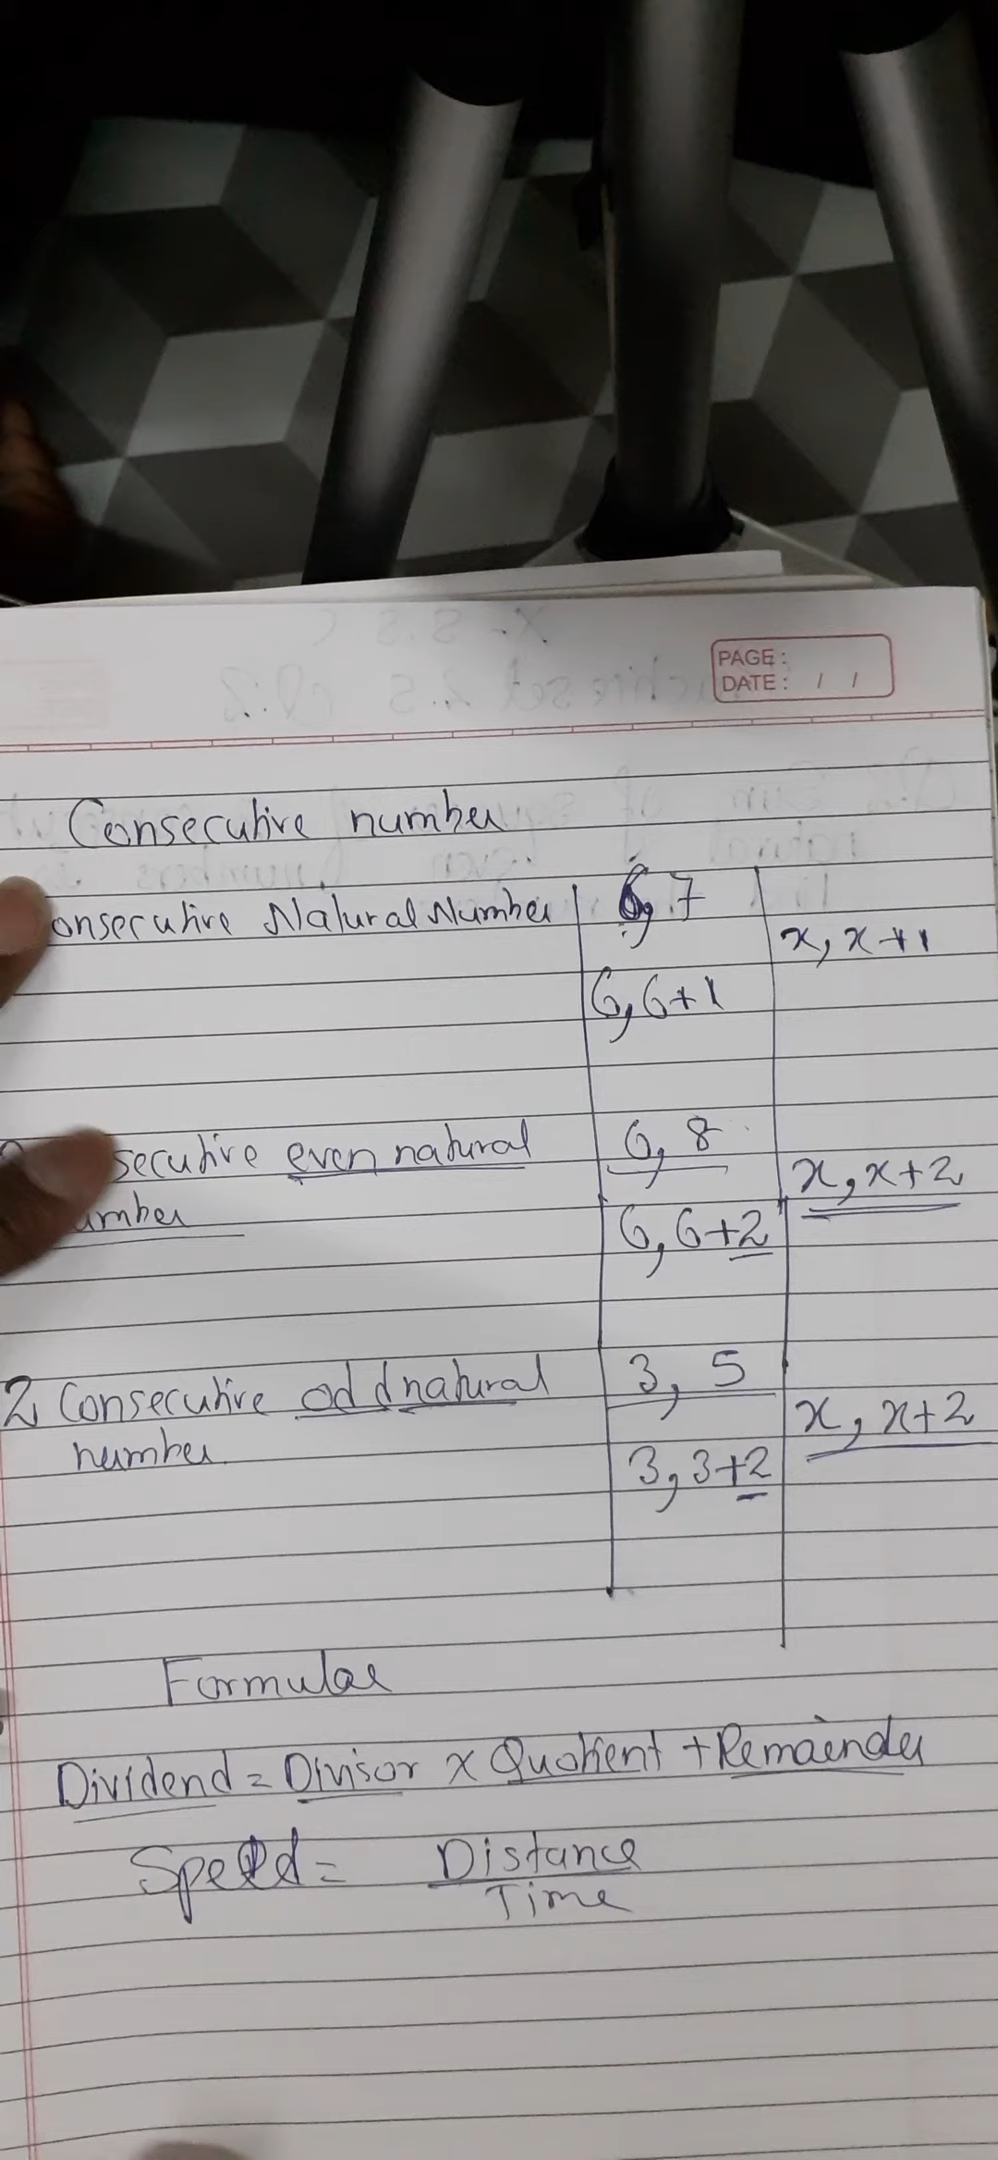 PAGE :
DATE : / /
Consecutive number
onsecutive Natural Number 6, 7
x, x+1
6, 6+1
secutive even natural 6, 8
x, x+2
umber
6, 6+2
2 Consecutive odd natural 3, 5
x, x+2
number
3, 3+2
Formulae
Dividend = Divisor x Quotient + Remainder
Speed = Distance
Time